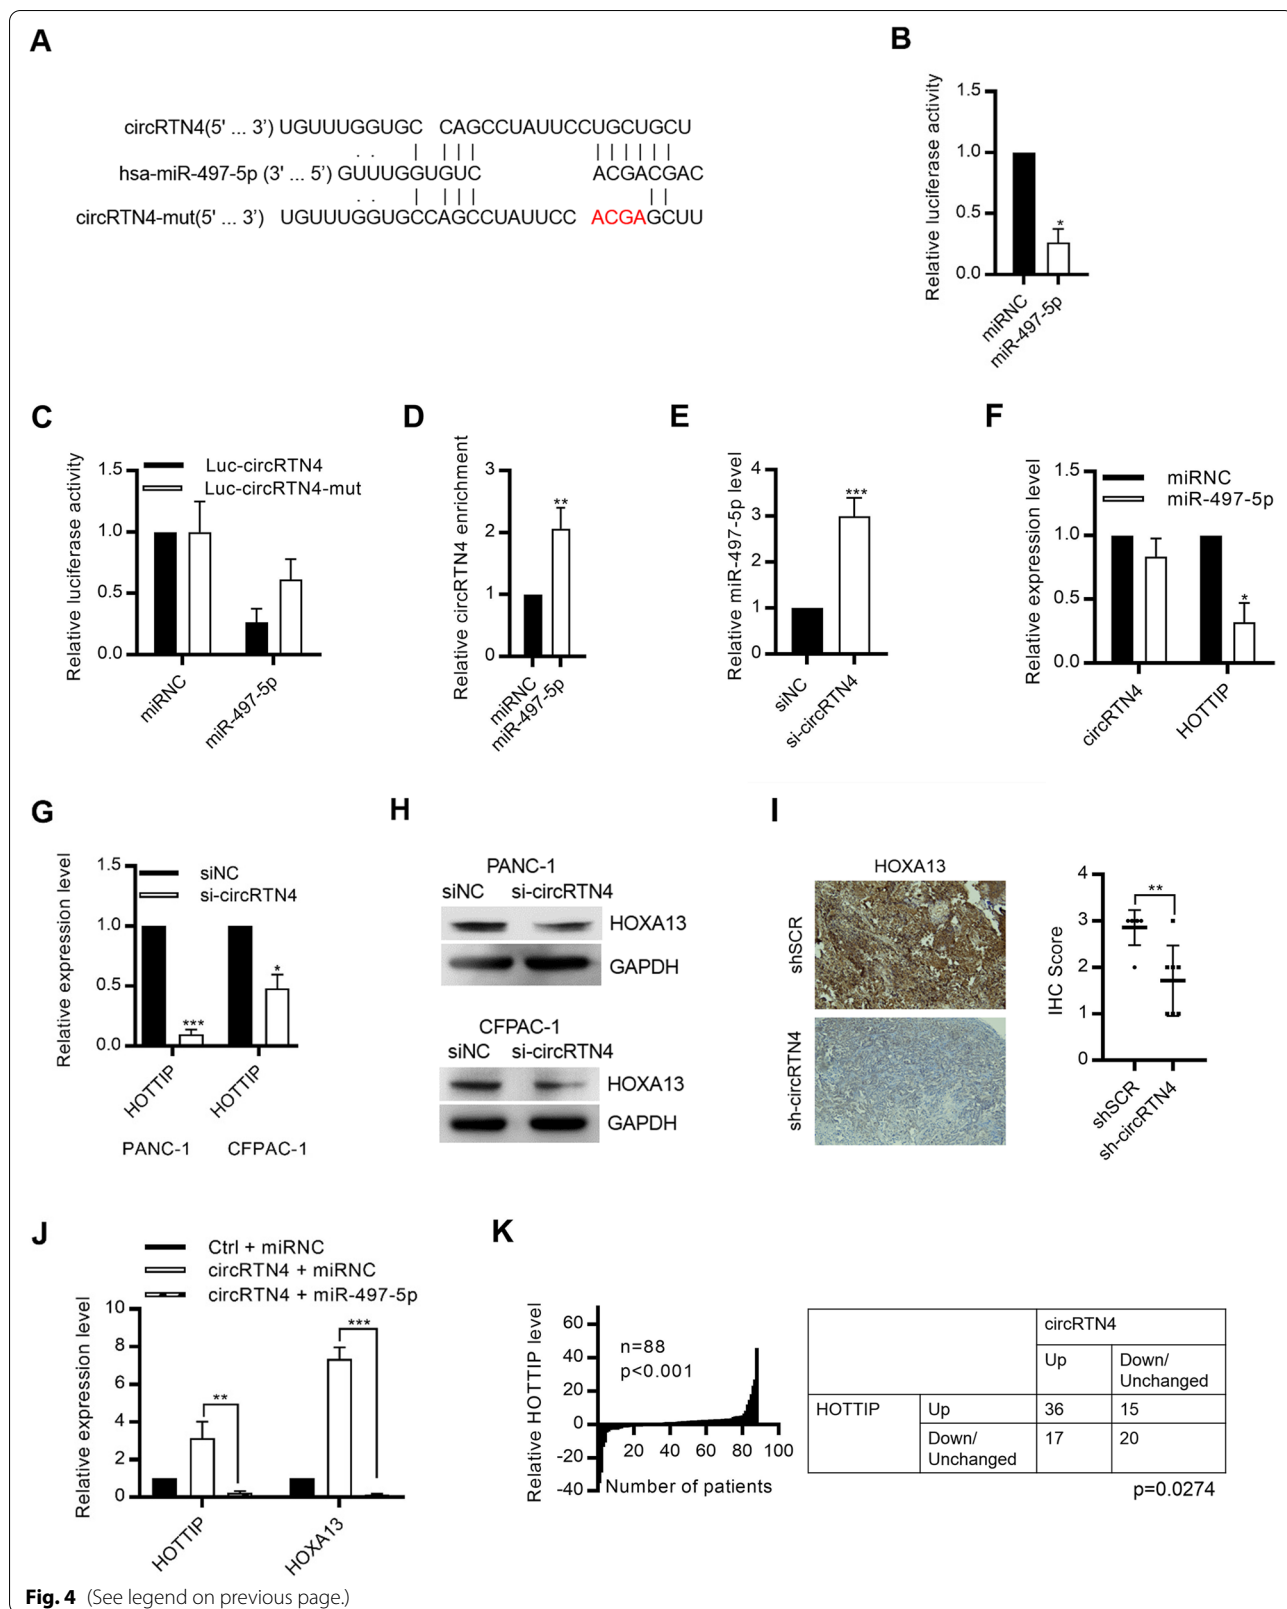 A
circRTN4(5' ... 3') UGUUUGGUGC CAGCCUAUUCCUGCUGCU
hsa-miR-497-5p (3' ... 5') GUUUGGUGUC ACGACGAC
circRTN4-mut(5' ... 3') UGUUUGGUGCCAGCCUAUUCC ACGAGCUU
B
Relative luciferase activity
1.5
1.0
0.5
0.0
*
miRNC
miR-497-5p
C
Relative luciferase activity
Luc-circRTN4
Luc-circRTN4-mut
1.5
1.0
0.5
0.0
miRNC
miR-497-5p
D
Relative circRTN4 enrichment
3
2
1
0
**
miRNC
miR-497-5p
E
Relative miR-497-5p level
4
3
2
1
0
***
siNC
si-circRTN4
F
Relative expression level
miRNC
miR-497-5p
1.5
1.0
0.5
0.0
*
circRTN4
HOTTIP
G
Relative expression level
siNC
si-circRTN4
1.5
1.0
0.5
0.0
***
*
HOTTIP
HOTTIP
PANC-1 CFPAC-1
H
PANC-1
siNC si-circRTN4
HOXA13
GAPDH
CFPAC-1
siNC si-circRTN4
HOXA13
GAPDH
I
HOXA13
shSCR
sh-circRTN4
IHC Score
4
3
2
1
0
**
shSCR
sh-circRTN4
J
Ctrl + miRNC
circRTN4 + miRNC
circRTN4 + miR-497-5p
Relative expression level
10
8
6
4
2
0
**
***
HOTTIP
HOXA13
K
Relative HOTTIP level
60
40
20
0
-20
-40
n=88
p<0.001
20 40 60 80 100
Number of patients
circRTN4
Up Down/
Unchanged
HOTTIP Up 36 15
Down/ 17 20
Unchanged
p=0.0274
Fig. 4 (See legend on previous page.)